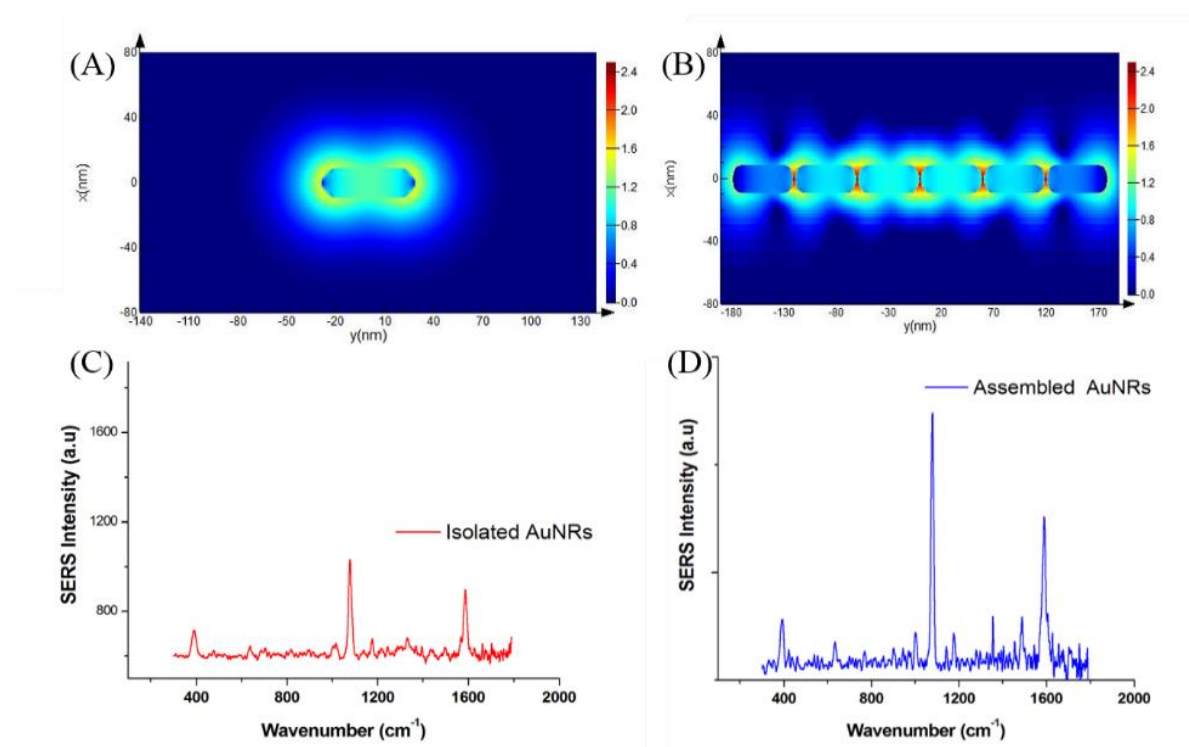 (A)
80
40
0
-40
-80
x(nm)
-140 -110 -80 -50 -20 10 40 70 100 130
y(nm)
2.4
2.0
1.6
1.2
0.8
0.4
0.0
(B)
80
40
0
-40
-80
x(nm)
-180 -130 -80 -30 20 70 120 170
y(nm)
2.4
2.0
1.6
1.2
0.8
0.4
0.0
(C)
SERS Intensity (a.u)
1600
1200
800
Isolated AuNRs
400 800 1200 1600 2000
Wavenumber (cm⁻¹)
(D)
SERS Intensity (a.u)
Assembled AuNRs
400 800 1200 1600 2000
Wavenumber (cm⁻¹)